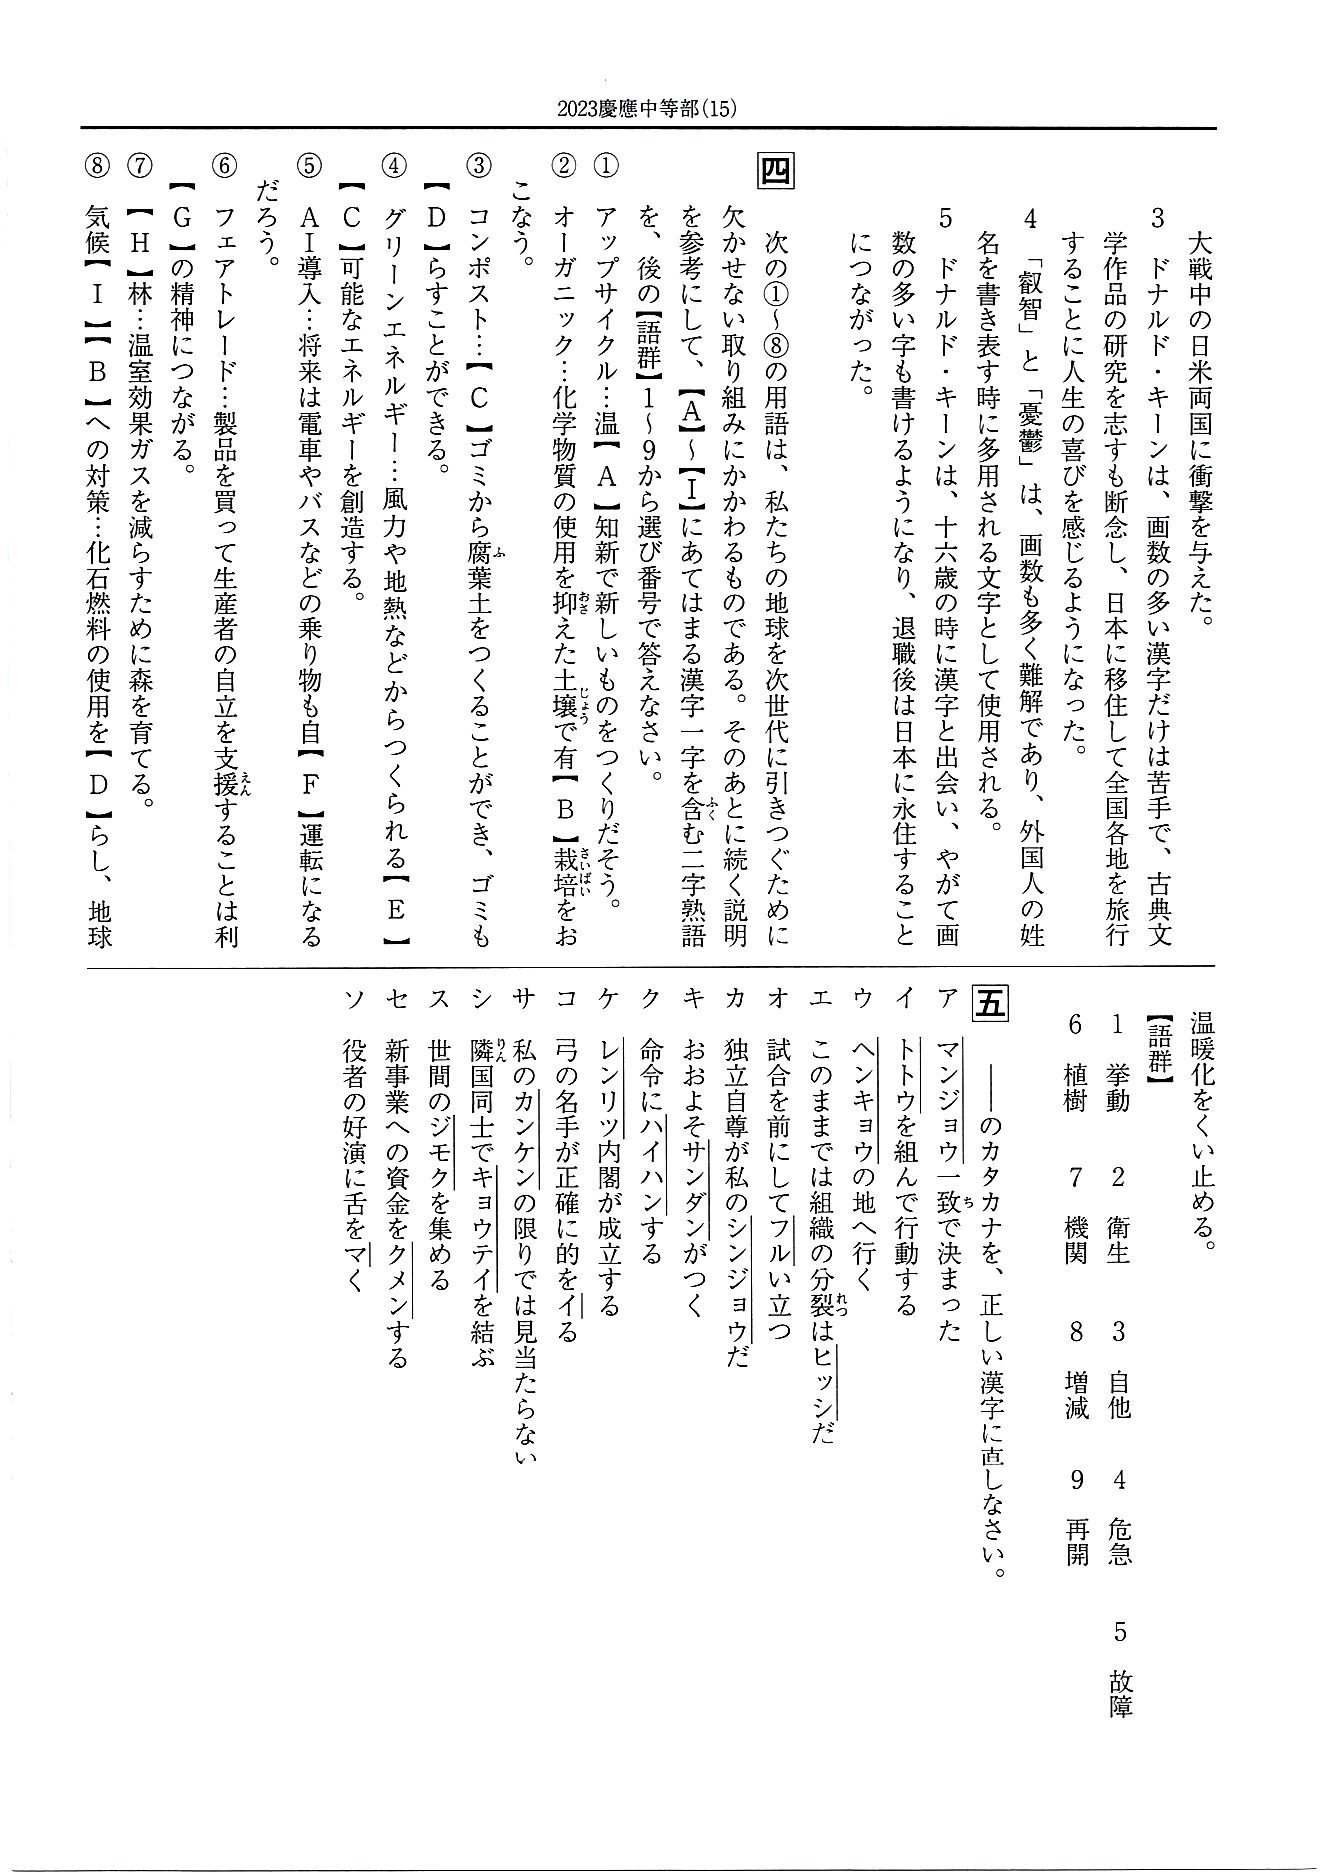 2023慶應中等部(15)
大戦中の日米両国に衝撃を与えた。
3 ドナルド・キーンは、画数の多い漢字だけは苦手で、古典文
学作品の研究を志すも断念し、日本に移住して全国各地を旅行
することに人生の喜びを感じるようになった。
4 「叡智」と「憂鬱」は、画数も多く難解であり、外国人の姓
名を書き表す時に多用される文字として使用される。
5 ドナルド・キーンは、十六歳の時に漢字と出会い、やがて画
数の多い字も書けるようになり、退職後は日本に永住すること
につながった。
四 次の①〜⑧の用語は、私たちの地球を次世代に引きつぐために
欠かせない取り組みにかかわるものである。そのあとに続く説明
を参考にして、【A】〜【I】にあてはまる漢字一字を含ふくむ二字熟語
を、後の【語群】1〜9から選び番号で答えなさい。
① アップサイクル…温【A】知新で新しいものをつくりだそう。
② オーガニック…化学物質の使用を抑おさえた土壌じょうで有【B】栽培さいばいをお
こなう。
③ コンポスト…【C】ゴミから腐ふ葉土をつくることができ、ゴミも
【D】らすことができる。
④ グリーンエネルギー…風力や地熱などからつくられる【E】
【C】可能なエネルギーを創造する。
⑤ AI導入…将来は電車やバスなどの乗り物も自【F】運転になる
だろう。
⑥ フェアトレード…製品を買って生産者の自立を支援えんすることは利
【G】の精神につながる。
⑦ 【H】林…温室効果ガスを減らすために森を育てる。
⑧ 気候【I】【B】への対策…化石燃料の使用を【D】らし、地球
温暖化をくい止める。
【語群】
1 挙動 2 衛生 3 自他 4 危急 5 故障
6 植樹 7 機関 8 増減 9 再開
五 ――のカタカナを、正しい漢字に直しなさい。
ア マンジョウ一致ちで決まった
イ トトウを組んで行動する
ウ ヘンキョウの地へ行く
エ このままでは組織の分裂れつはヒッシだ
オ 試合を前にしてフルい立つ
カ 独立自尊が私のシンジョウだ
キ おおよそサンダンがつく
ク 命令にハイハンする
ケ レンリツ内閣が成立する
コ 弓の名手が正確に的をイる
サ 私のカンケンの限りでは見当たらない
シ 隣りん国同士でキョウテイを結ぶ
ス 世間のジモクを集める
セ 新事業への資金をクメンする
ソ 役者の好演に舌をマく